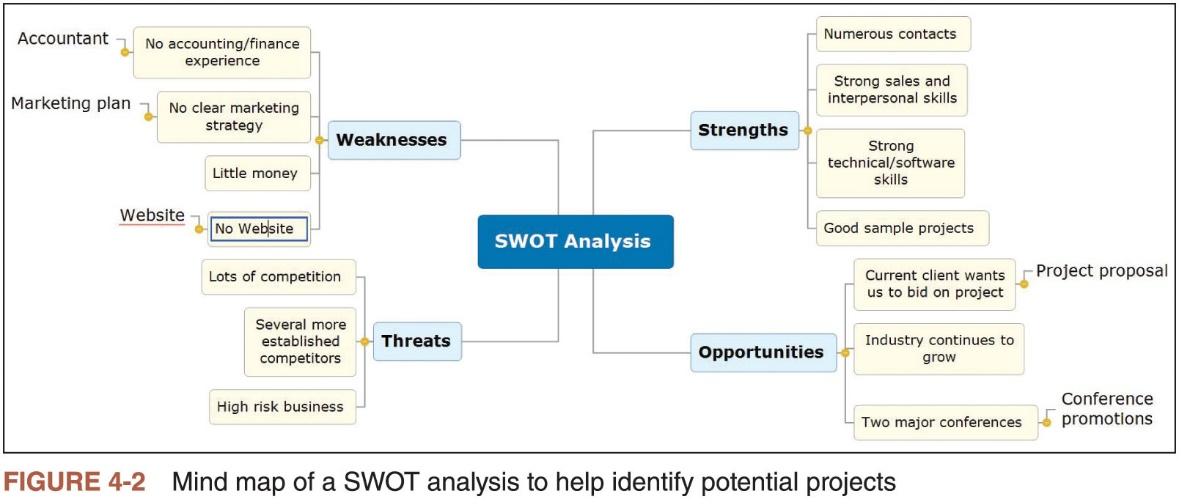 Accountant
No accounting/finance
experience
Marketing plan
No clear marketing
strategy
Little money
Website
No Website
Weaknesses
Lots of competition
Several more
established
competitors
High risk business
Threats
SWOT Analysis
Strengths
Numerous contacts
Strong sales and
interpersonal skills
Strong
technical/software
skills
Good sample projects
Opportunities
Current client wants
us to bid on project
Project proposal
Industry continues to
grow
Two major conferences
Conference
promotions
FIGURE 4-2 Mind map of a SWOT analysis to help identify potential projects